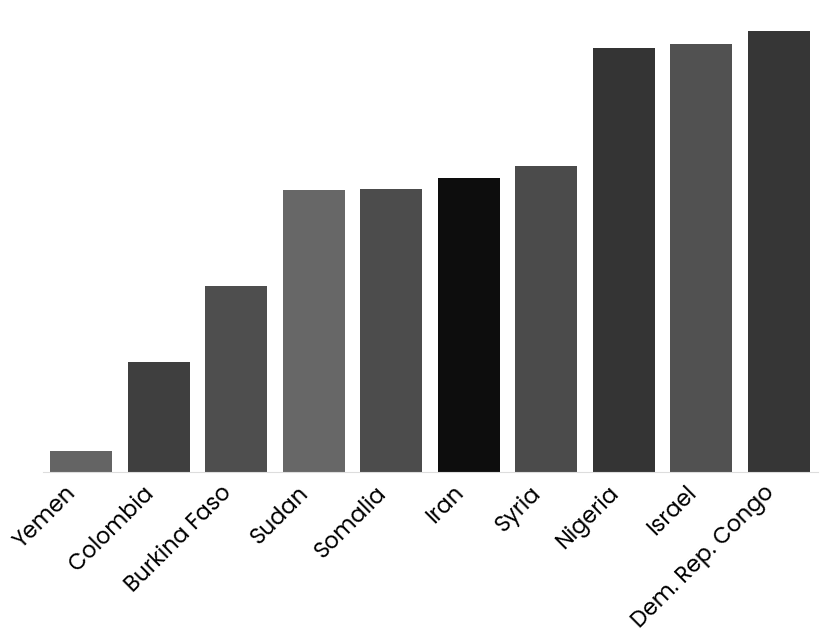 Yemen
Colombia
Burkina Faso
Sudan
Somalia
Iran
Syria
Nigeria
Israel
Dem. Rep. Congo